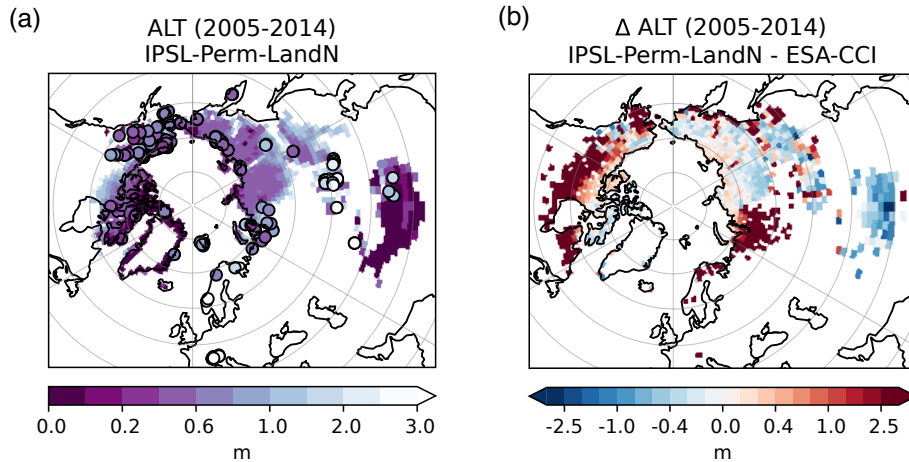 (a)
ALT (2005-2014)
IPSL-Perm-LandN
0.0 0.2 0.6 1.0 2.0 3.0
m
(b)
Δ ALT (2005-2014)
IPSL-Perm-LandN - ESA-CCI
-2.5 -1.0 -0.4 0.0 0.4 1.0 2.5
m